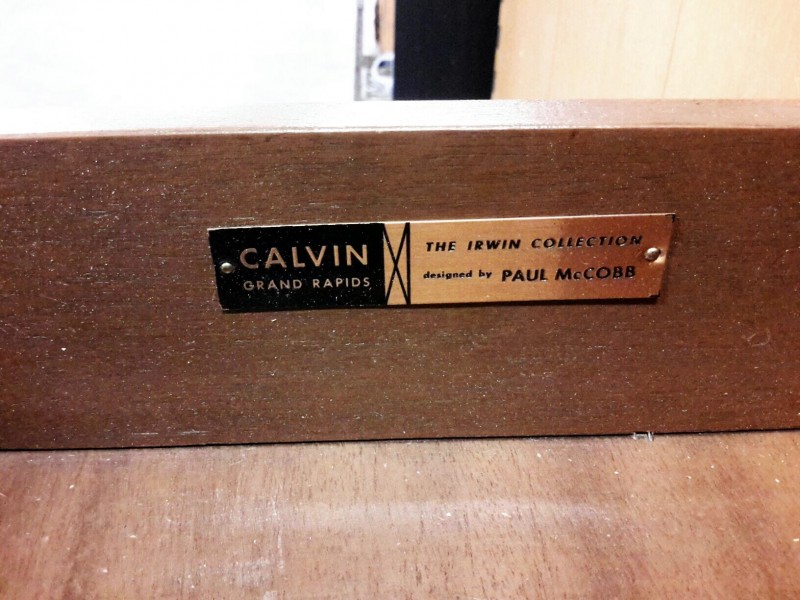 CALVIN
GRAND RAPIDS
THE IRWIN COLLECTION
designed by PAUL McCOBB